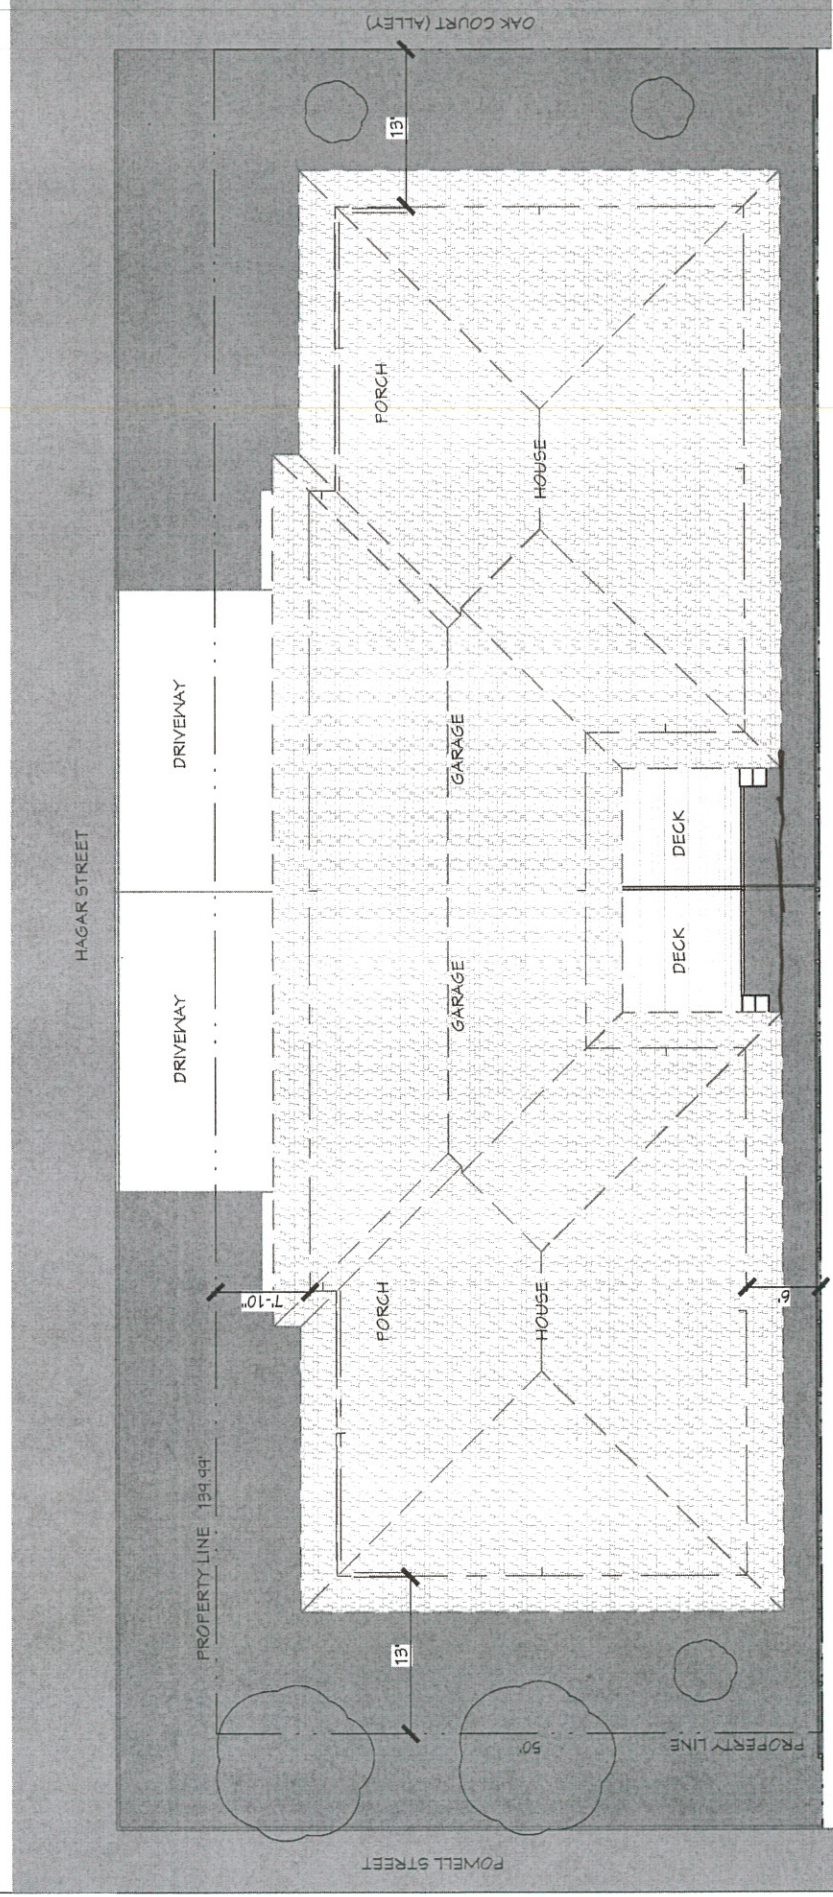 OAK COURT (ALLEY)
13'
PORCH
HOUSE
DRIVEWAY
GARAGE
DECK
HAGAR STREET
DRIVEWAY
GARAGE
DECK
7'-10"
PORCH
HOUSE
6'
PROPERTY LINE 139.99'
13'
50'
PROPERTY LINE
POWELL STREET